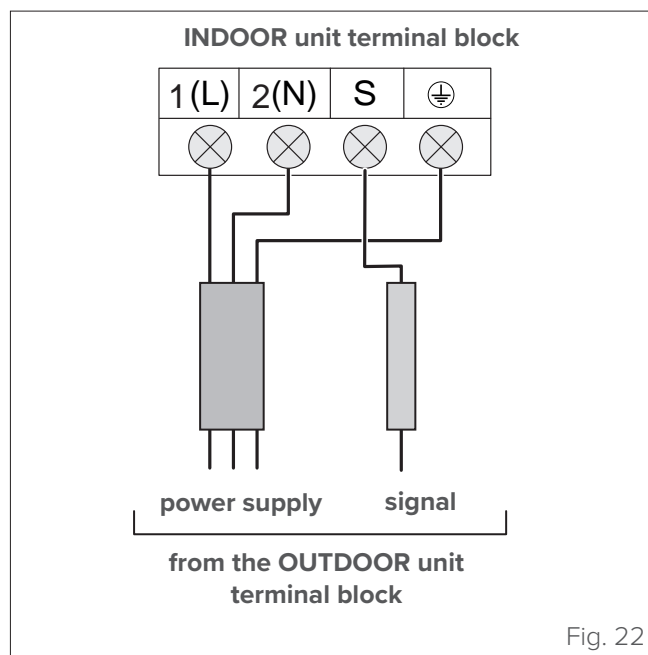 INDOOR unit terminal block
1(L) 2(N) S ⏚
power supply signal
from the OUTDOOR unit
terminal block
Fig. 22